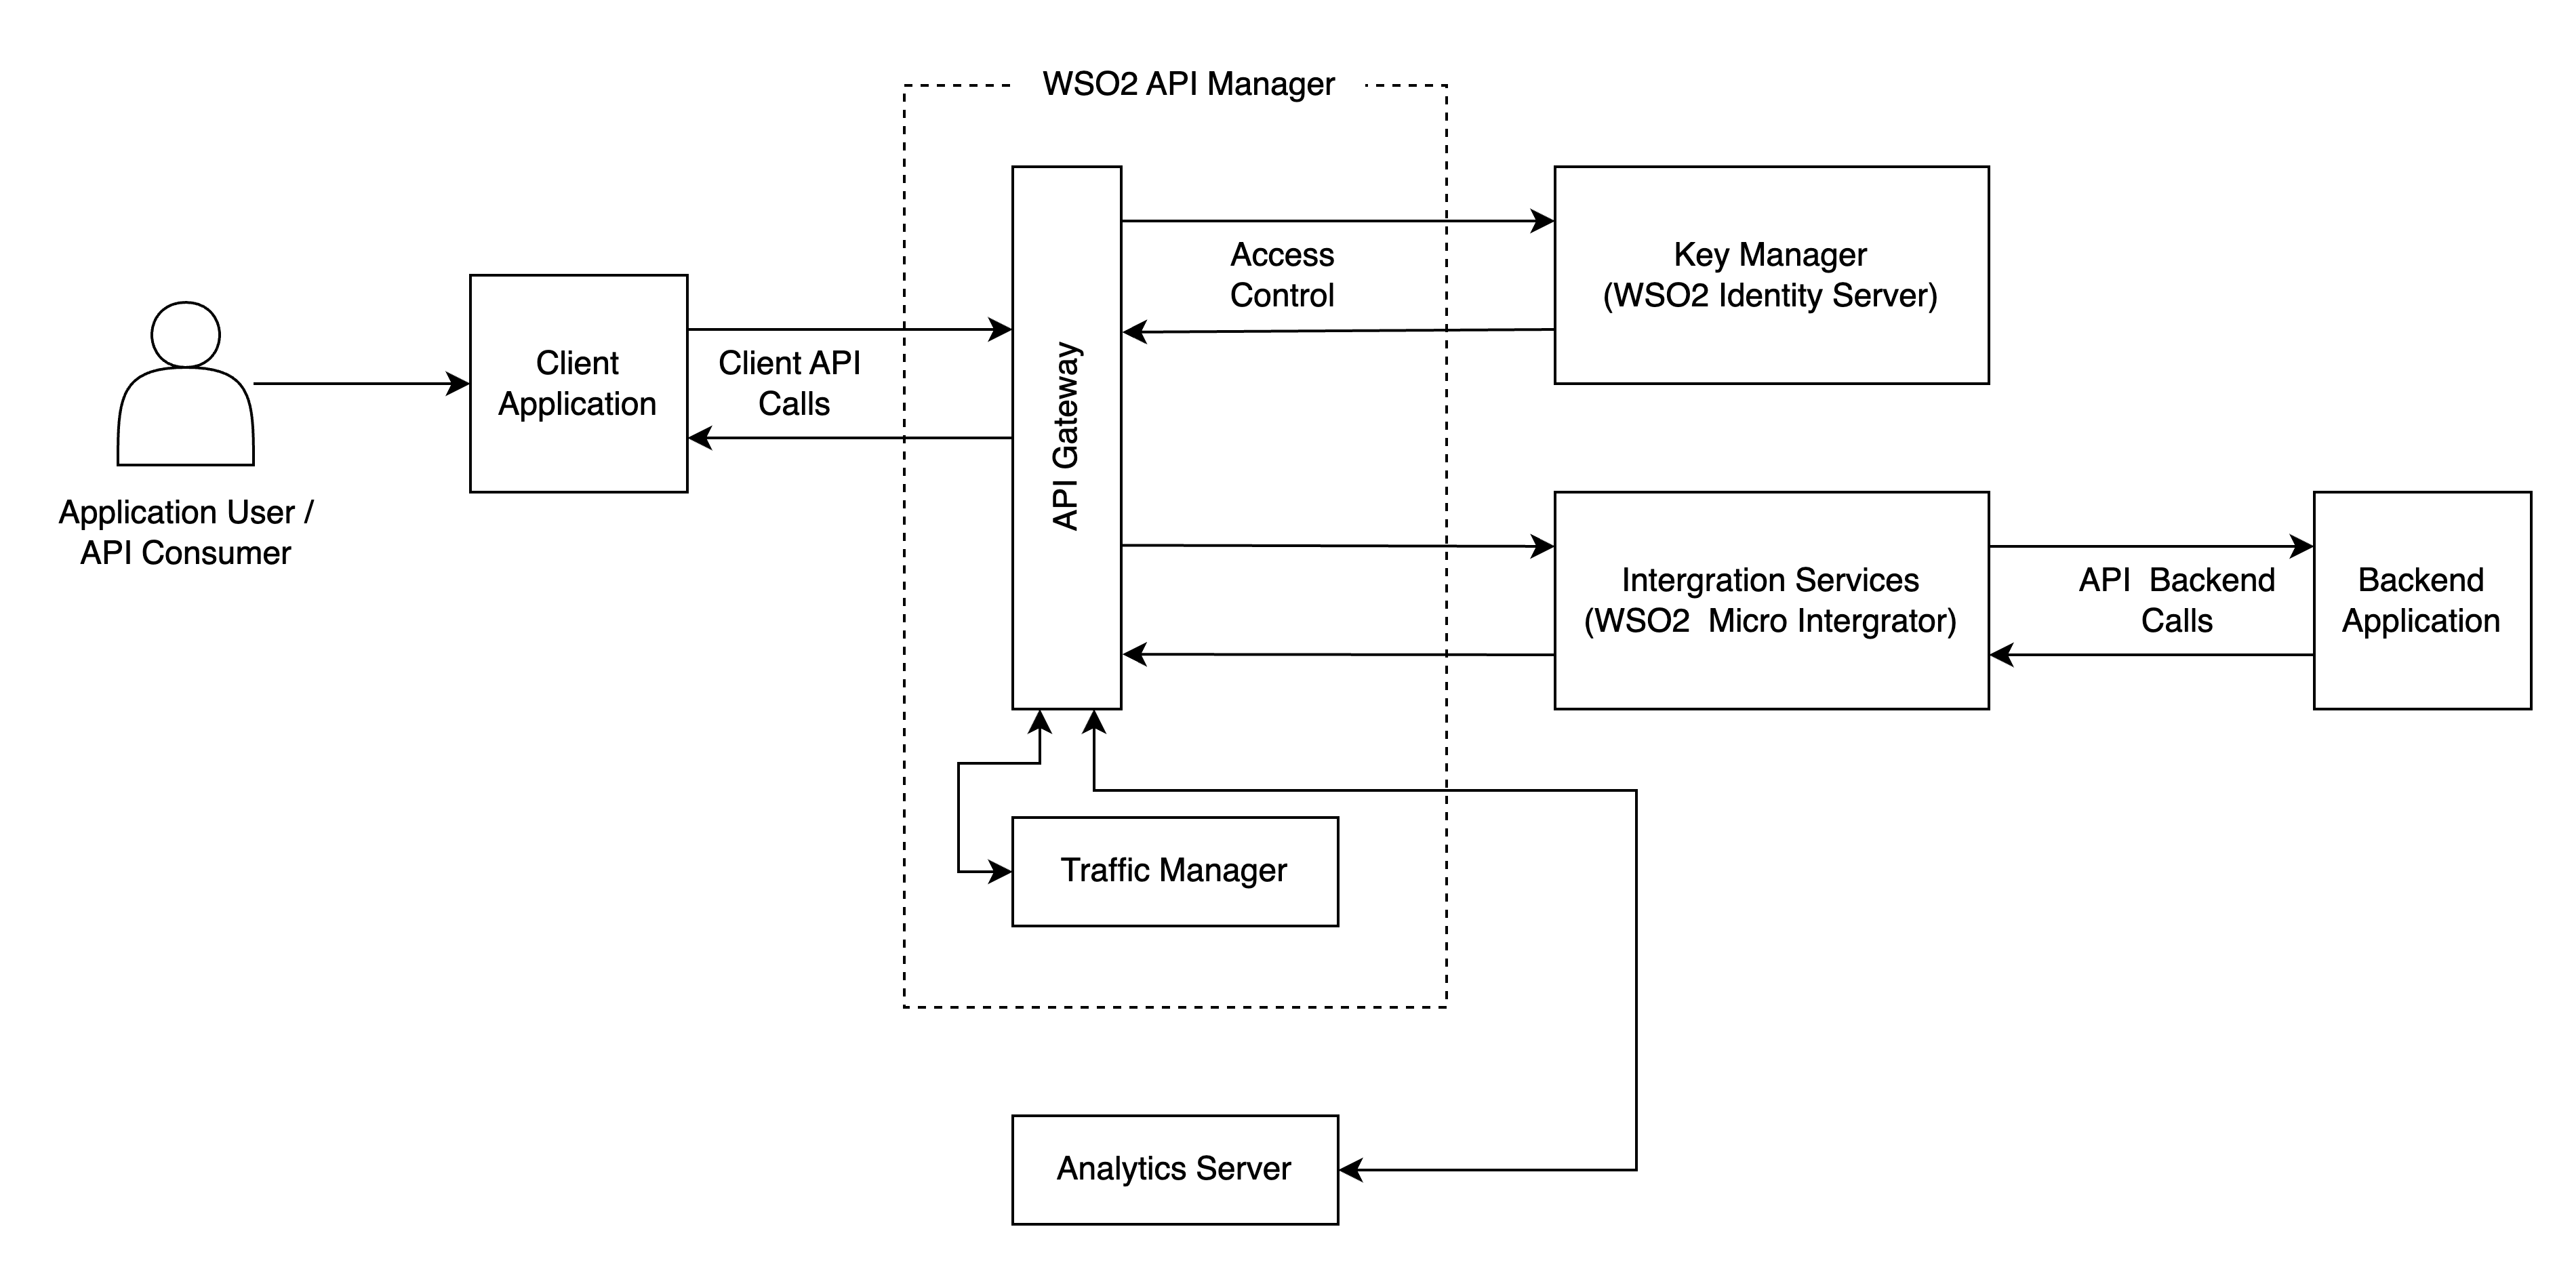 WSO2 API Manager
Access
Control
Key Manager
(WSO2 Identity Server)
Client
Application
Client API
Calls
API Gateway
Application User /
API Consumer
Intergration Services
(WSO2  Micro Intergrator)
API  Backend
Calls
Backend
Application
Traffic Manager
Analytics Server